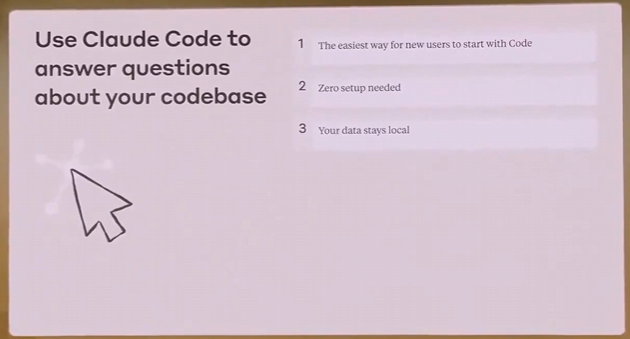 Use Claude Code to
answer questions
about your codebase
1 The easiest way for new users to start with Code
2 Zero setup needed
3 Your data stays local